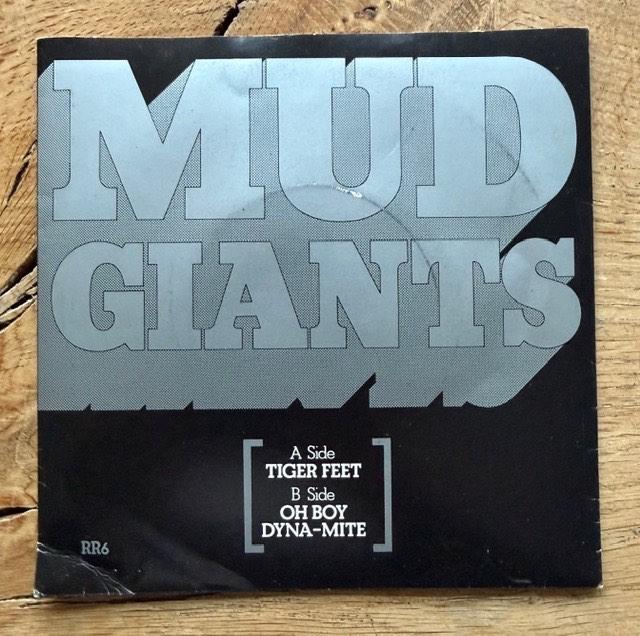 MUD
GIANTS
A Side
TIGER FEET
B Side
OH BOY
DYNA-MITE
RR6